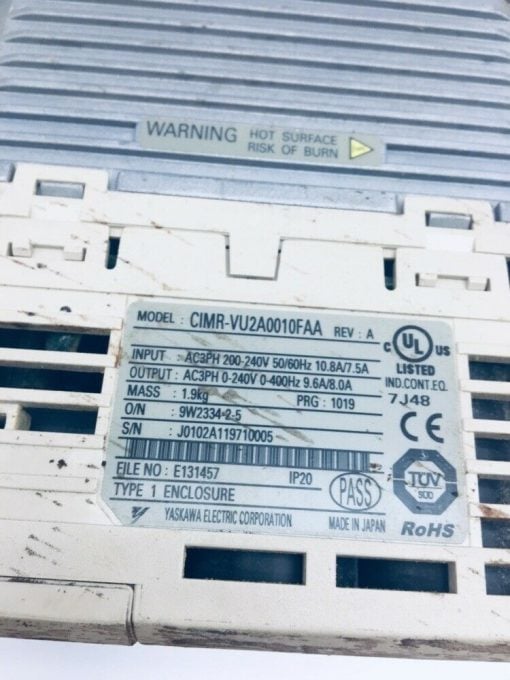 WARNING HOT SURFACE
RISK OF BURN
MODEL : CIMR-VU2A0010FAA REV : A
INPUT : AC3PH 200-240V 50/60Hz 10.8A/7.5A
OUTPUT : AC3PH 0-240V 0-400Hz 9.6A/8.0A
MASS : 1.9kg PRG : 1019
O/N : 9W2334-2-5
S/N : J0102A119710005
FILE NO : E131457 IP20
TYPE 1 ENCLOSURE
PASS
YASKAWA ELECTRIC CORPORATION MADE IN JAPAN
C UL US
LISTED
IND.CONT.EQ.
7J48
CE
TÜV
SÜD
RoHS